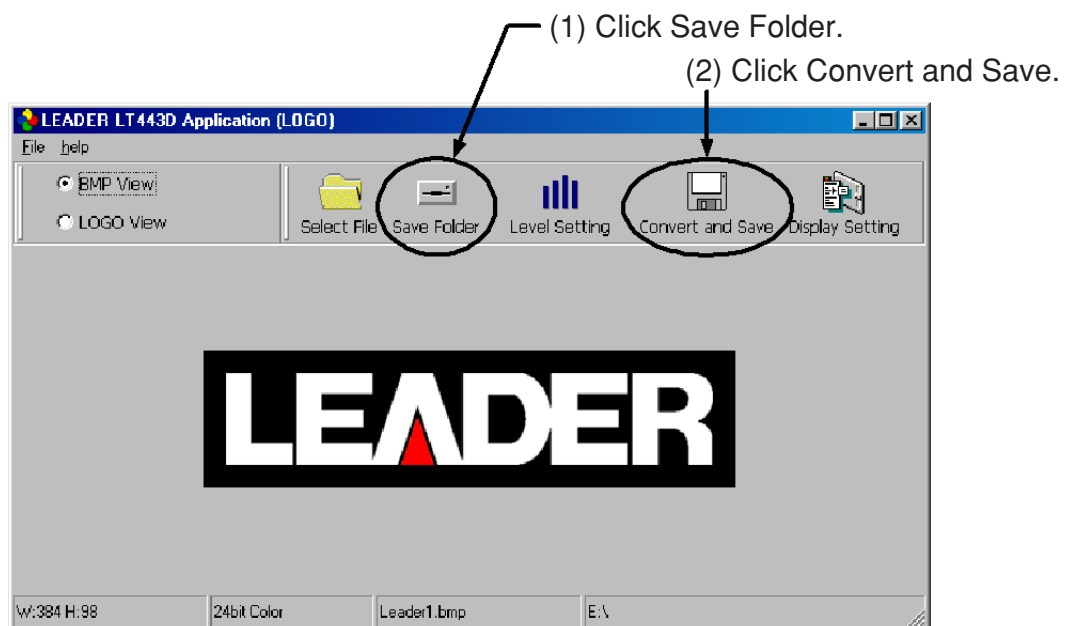 (1) Click Save Folder.
(2) Click Convert and Save.
LEADER LT443D Application (LOGO)
File help
BMP View
LOGO View
Select File Save Folder Level Setting Convert and Save Display Setting
LEADER
W:384 H:98 24bit Color Leader1.bmp E:\